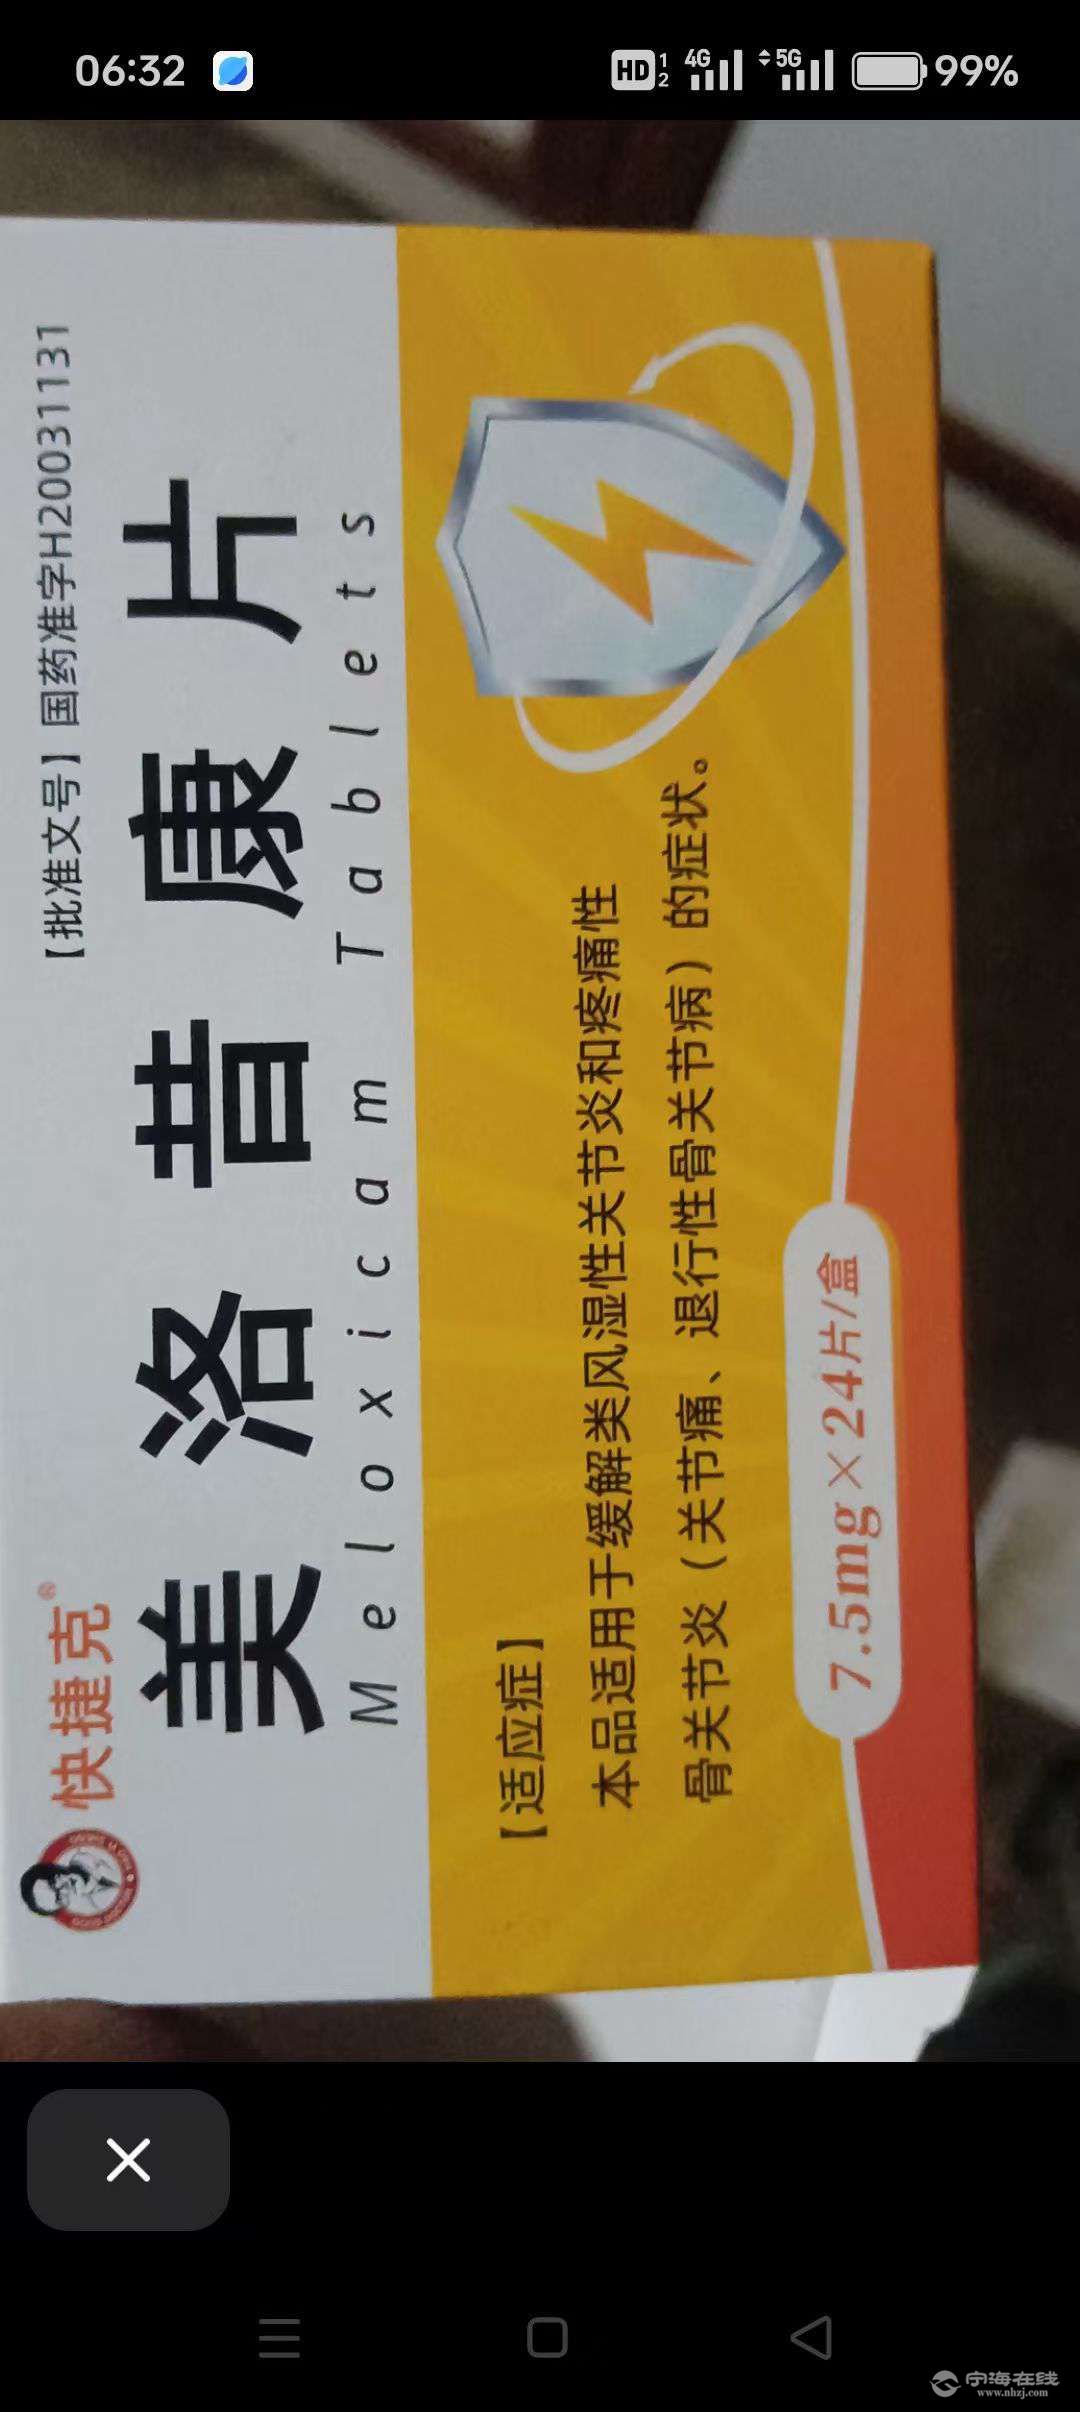 06:32
HD 1 2 4G 5G 99%
【批准文号】国药准字H20031131
快捷克®
美洛昔康片
Meloxicam Tablets
【适应症】
本品适用于缓解类风湿性关节炎和疼痛性
骨关节炎（关节痛、退行性骨关节病）的症状。
7.5mg×24片/盒
宁海在线
www.nhzj.com